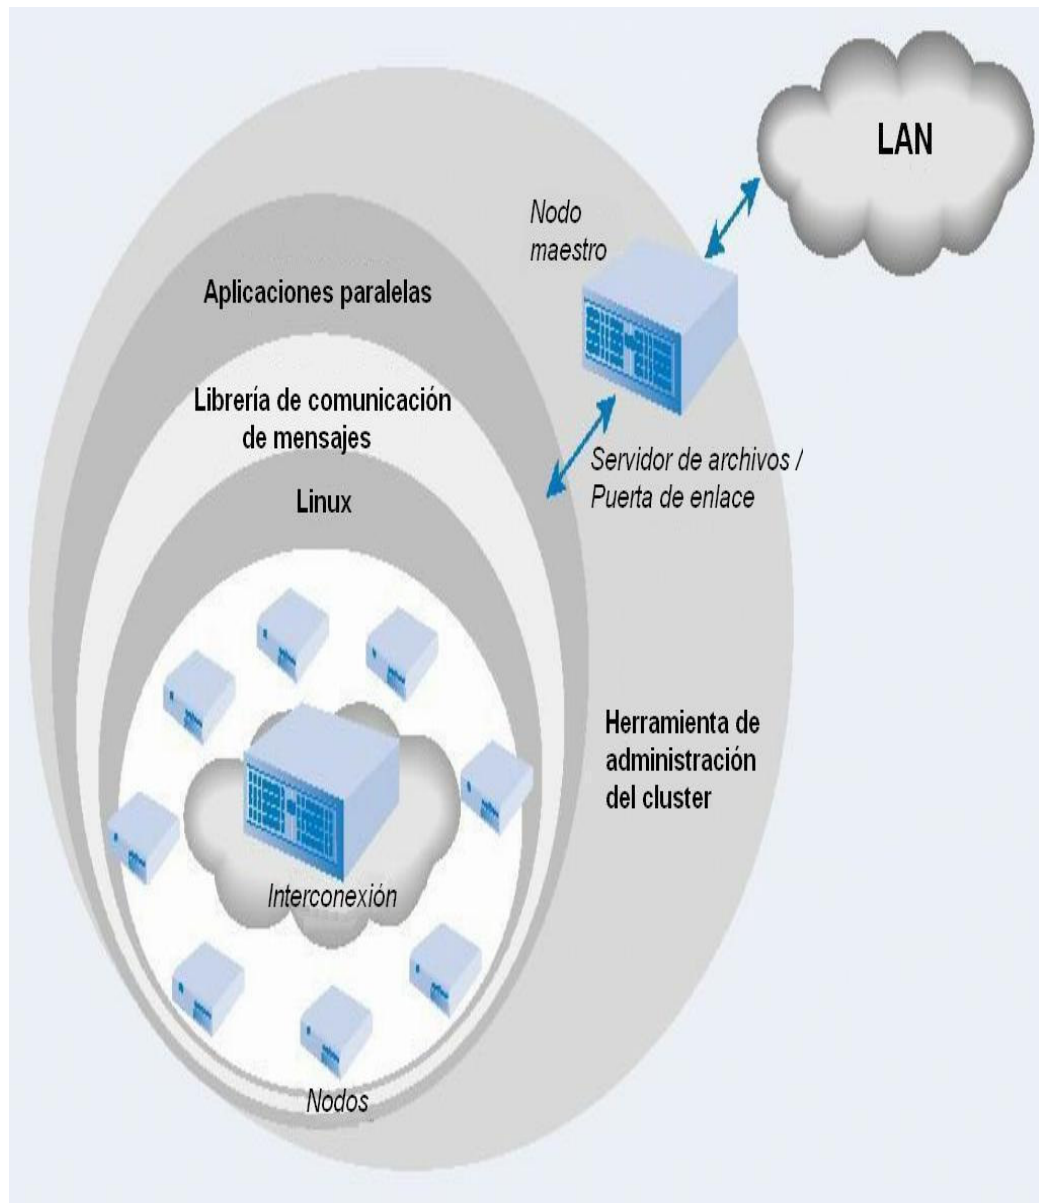 LAN
Nodo
maestro
Aplicaciones paralelas
Librería de comunicación
de mensajes
Servidor de archivos /
Puerta de enlace
Linux
Herramienta de
administración
del cluster
Interconexión
Nodos